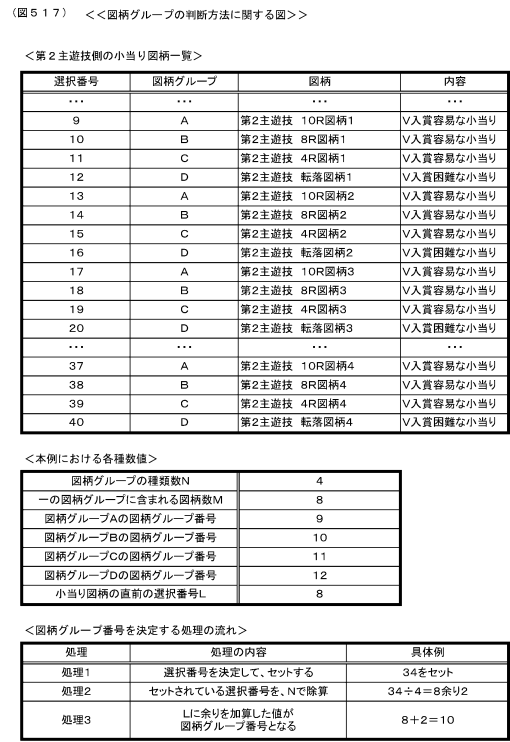 （図５１７）　＜＜図柄グループの判断方法に関する図＞＞
＜第２主遊技側の小当り図柄一覧＞
選択番号　図柄グループ　図柄　内容
・・・　・・・　・・・　・・・
9　A　第2主遊技　10R図柄1　V入賞容易な小当り
10　B　第2主遊技　8R図柄1　V入賞容易な小当り
11　C　第2主遊技　4R図柄1　V入賞容易な小当り
12　D　第2主遊技　転落図柄1　V入賞困難な小当り
13　A　第2主遊技　10R図柄2　V入賞容易な小当り
14　B　第2主遊技　8R図柄2　V入賞容易な小当り
15　C　第2主遊技　4R図柄2　V入賞容易な小当り
16　D　第2主遊技　転落図柄2　V入賞困難な小当り
17　A　第2主遊技　10R図柄3　V入賞容易な小当り
18　B　第2主遊技　8R図柄3　V入賞容易な小当り
19　C　第2主遊技　4R図柄3　V入賞容易な小当り
20　D　第2主遊技　転落図柄3　V入賞困難な小当り
・・・　・・・　・・・　・・・
37　A　第2主遊技　10R図柄4　V入賞容易な小当り
38　B　第2主遊技　8R図柄4　V入賞容易な小当り
39　C　第2主遊技　4R図柄4　V入賞容易な小当り
40　D　第2主遊技　転落図柄4　V入賞困難な小当り
＜本例における各種数値＞
図柄グループの種類数N　4
一の図柄グループに含まれる図柄数M　8
図柄グループAの図柄グループ番号　9
図柄グループBの図柄グループ番号　10
図柄グループCの図柄グループ番号　11
図柄グループDの図柄グループ番号　12
小当り図柄の直前の選択番号L　8
＜図柄グループ番号を決定する処理の流れ＞
処理　処理の内容　具体例
処理1　選択番号を決定して、セットする　34をセット
処理2　セットされている選択番号を、Nで除算　34÷4＝8余り2
処理3　Lに余りを加算した値が
図柄グループ番号となる　8＋2＝10